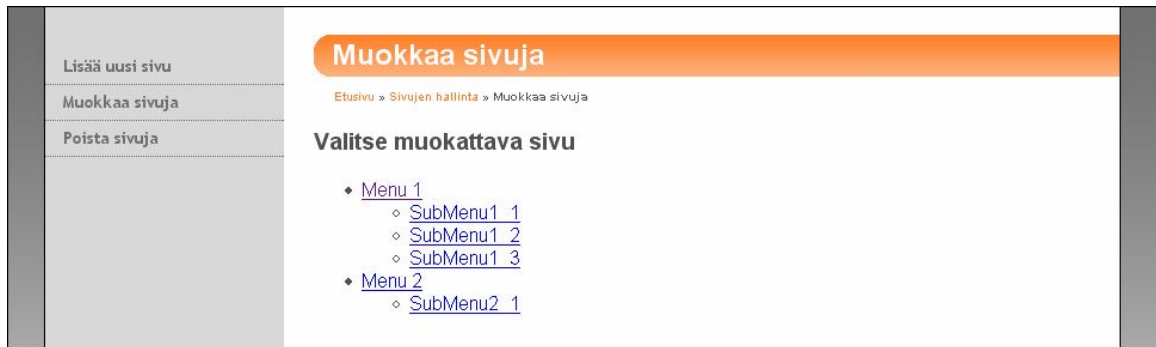 Lisää uusi sivu
Muokkaa sivuja
Poista sivuja
Muokkaa sivuja
Etusivu » Sivujen hallinta » Muokkaa sivuja
Valitse muokattava sivu
Menu 1
SubMenu1_1
SubMenu1_2
SubMenu1_3
Menu 2
SubMenu2_1